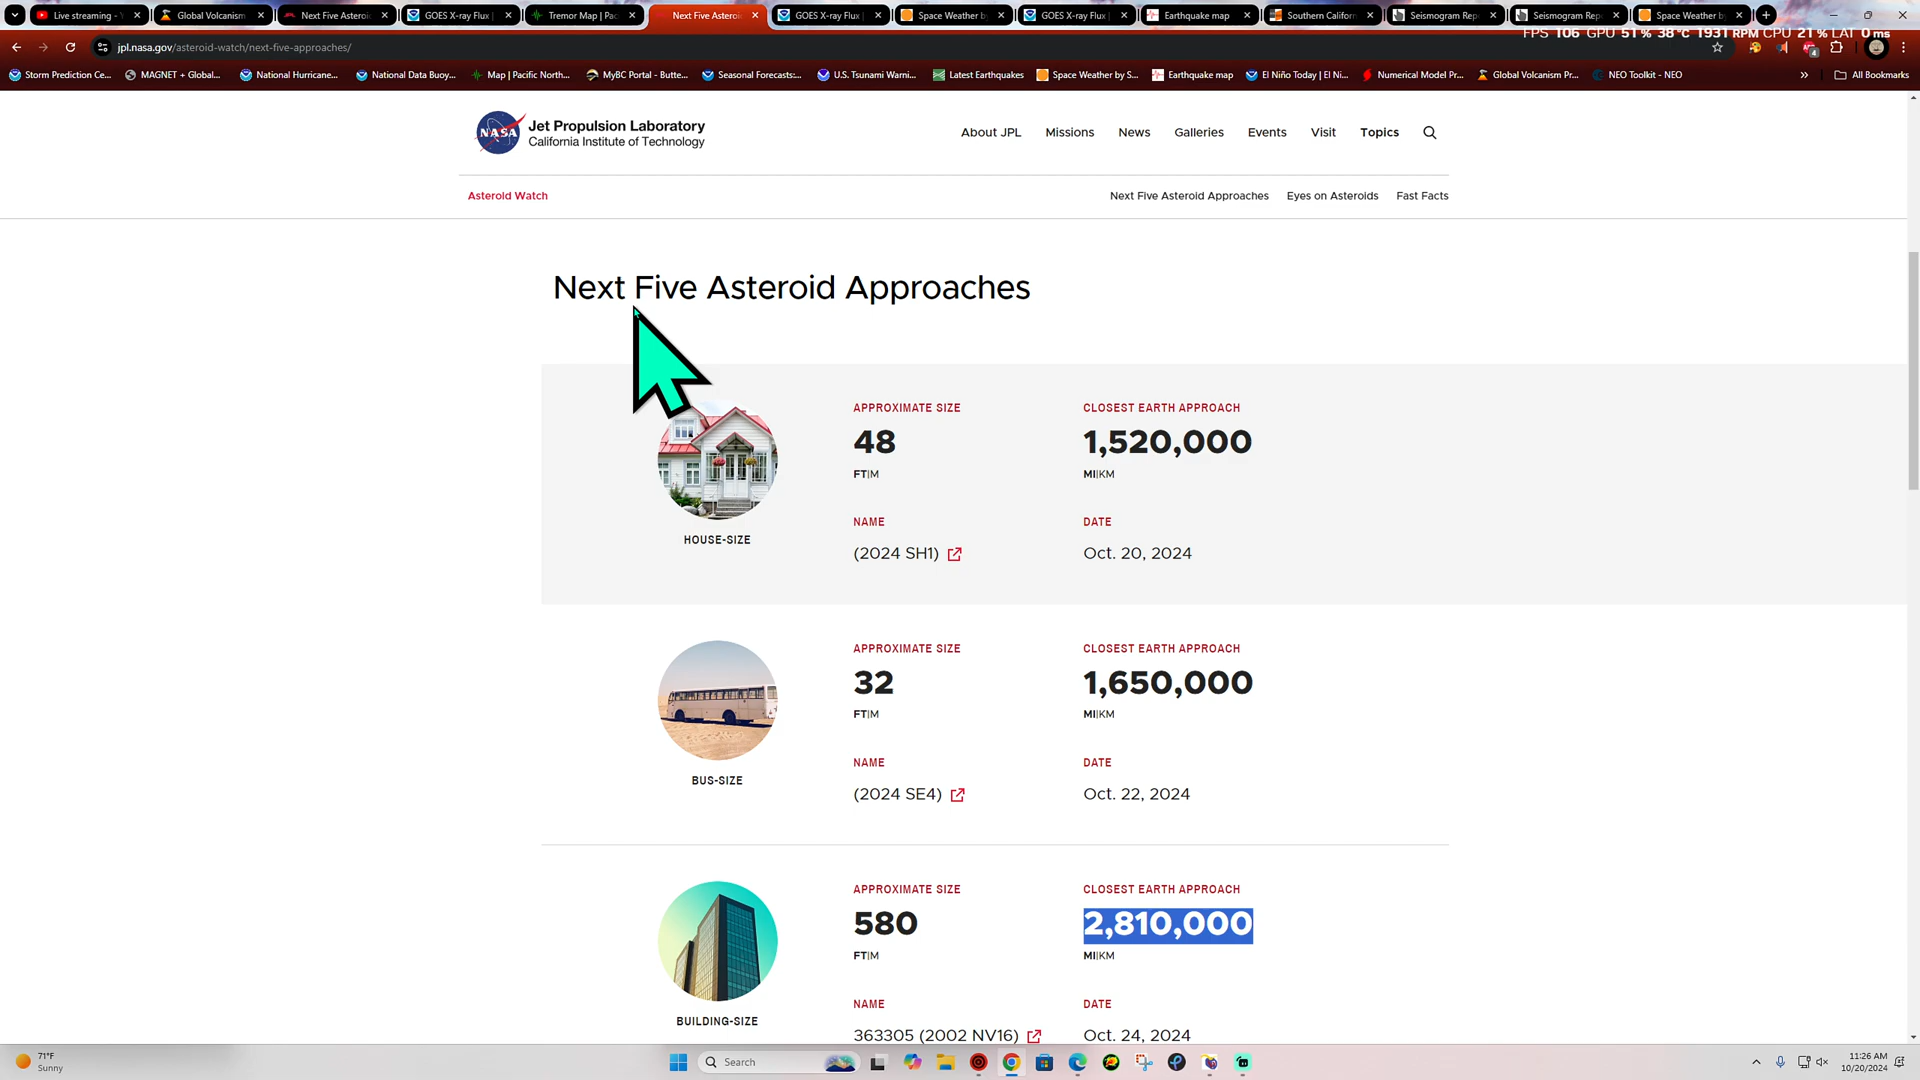 Live streaming - Y
Global Volcanism
Next Five Asteroi
GOES X-ray Flux |
Tremor Map | Pac
Next Five Asteroi
GOES X-ray Flux |
Space Weather by
GOES X-ray Flux |
Earthquake map
Southern Californ
Seismogram Repo
Seismogram Repo
Space Weather by
jpl.nasa.gov/asteroid-watch/next-five-approaches/
FPS 106 GPU 51 % 38 °C 1931 RPM CPU 21 % LAT 0 ms
Storm Prediction Ce...
MAGNET + Global...
National Hurricane...
National Data Buoy...
Map | Pacific North...
MyBC Portal - Butte...
Seasonal Forecasts:...
U.S. Tsunami Warni...
Latest Earthquakes
Space Weather by S...
Earthquake map
El Niño Today | El Ni...
Numerical Model Pr...
Global Volcanism Pr...
NEO Toolkit - NEO
»
All Bookmarks
NASA
Jet Propulsion Laboratory
California Institute of Technology
About JPL
Missions
News
Galleries
Events
Visit
Topics
Asteroid Watch
Next Five Asteroid Approaches
Eyes on Asteroids
Fast Facts
Next Five Asteroid Approaches
APPROXIMATE SIZE
CLOSEST EARTH APPROACH
48
1,520,000
FT|M
MI|KM
NAME
DATE
HOUSE-SIZE
(2024 SH1)
Oct. 20, 2024
APPROXIMATE SIZE
CLOSEST EARTH APPROACH
32
1,650,000
FT|M
MI|KM
NAME
DATE
BUS-SIZE
(2024 SE4)
Oct. 22, 2024
APPROXIMATE SIZE
CLOSEST EARTH APPROACH
580
2,810,000
FT|M
MI|KM
NAME
DATE
BUILDING-SIZE
363305 (2002 NV16)
Oct. 24, 2024
71°F
Sunny
Search
11:26 AM
10/20/2024